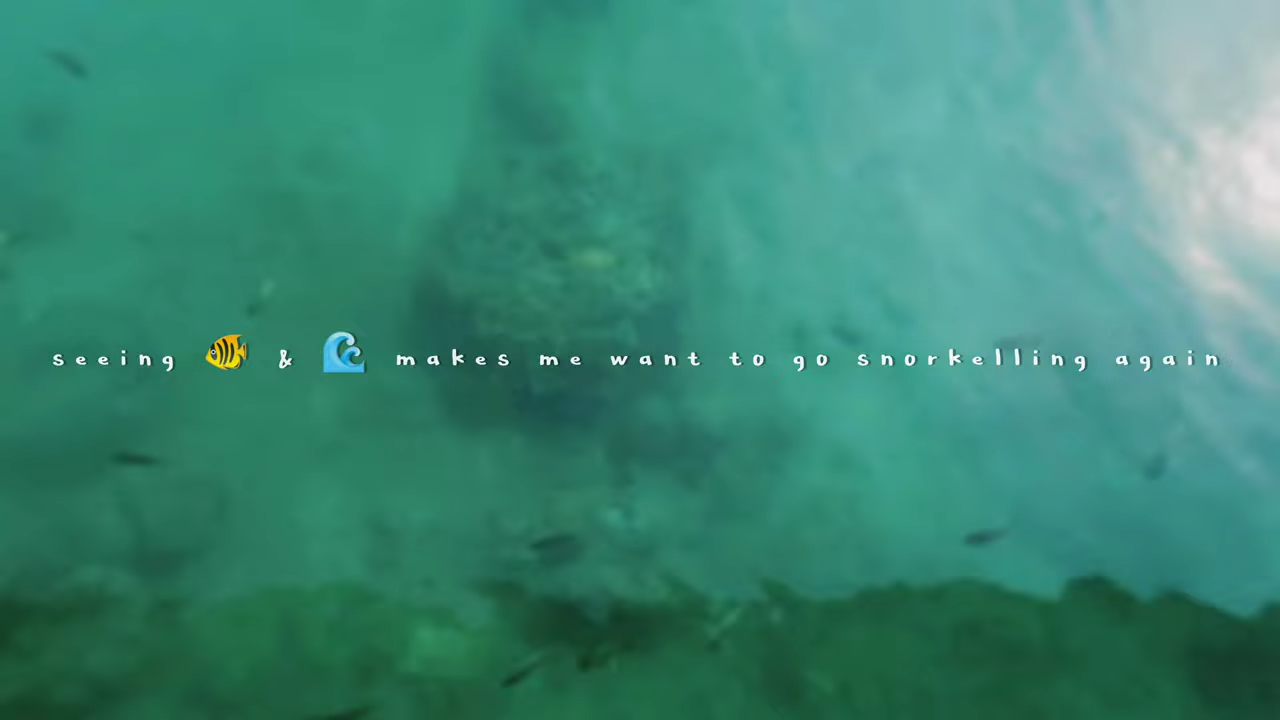 seeing 🐠 & 🌊 makes me want to go snorkelling again